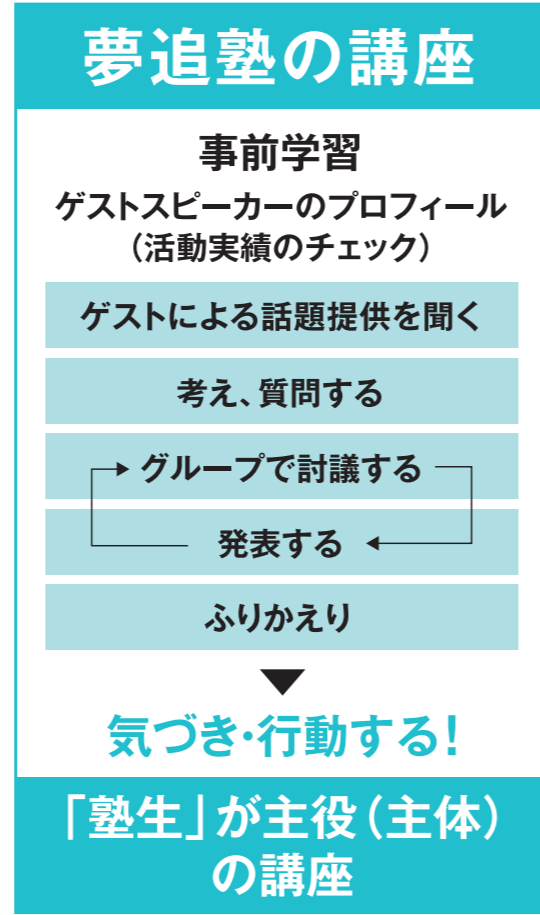 夢追塾の講座
事前学習
ゲストスピーカーのプロフィール
（活動実績のチェック）
ゲストによる話題提供を聞く
考え、質問する
グループで討議する
発表する
ふりかえり
気づき・行動する！
「塾生」が主役（主体）
の講座